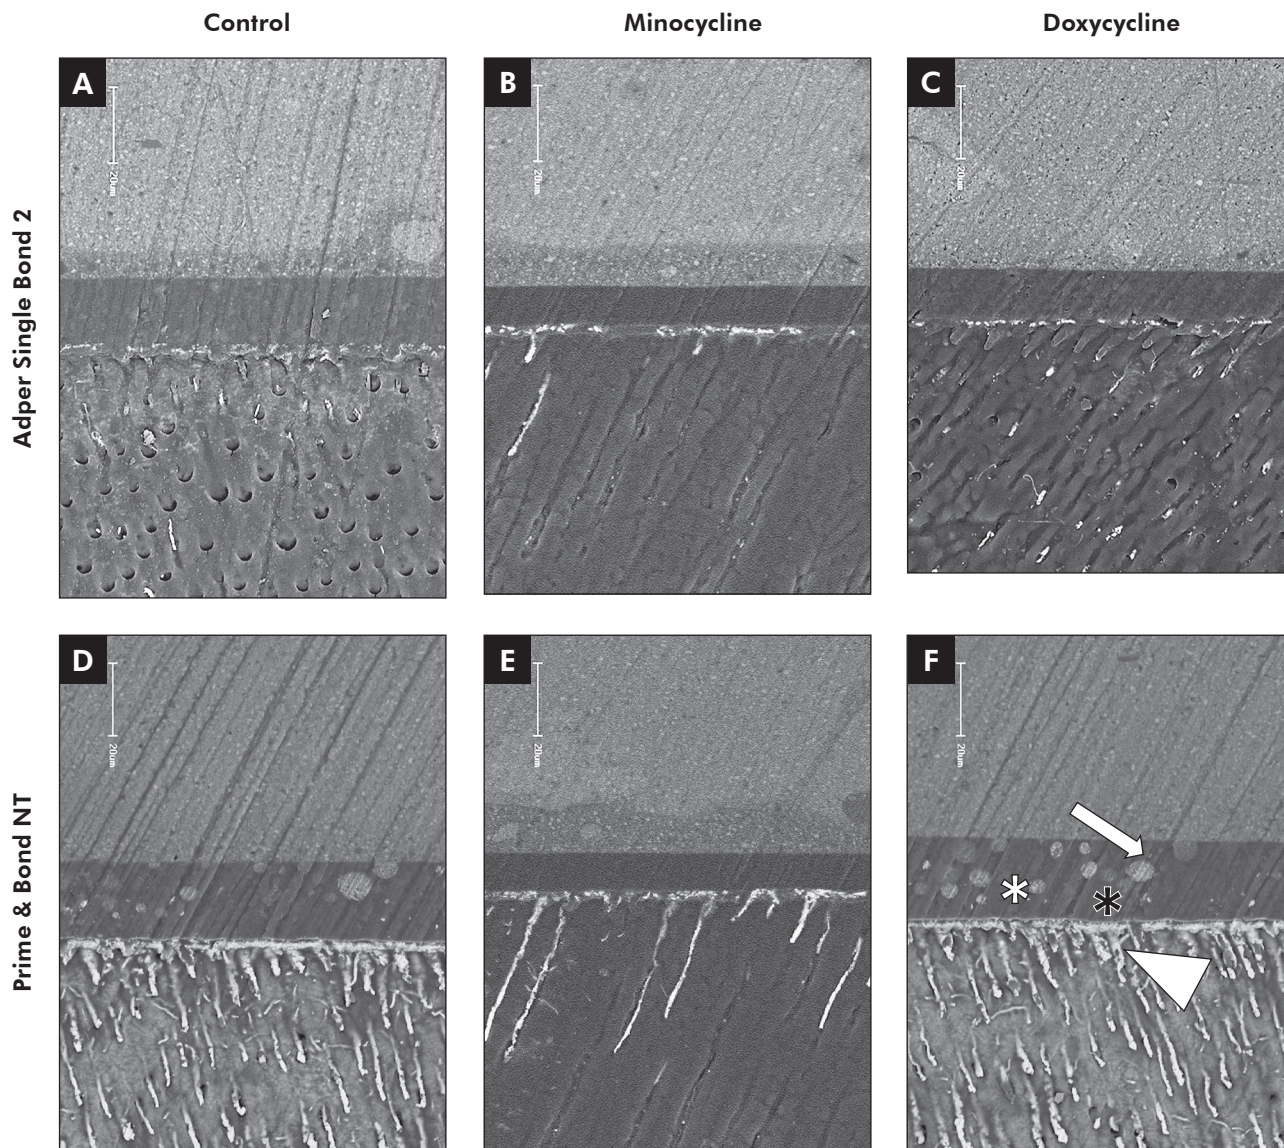 Control
Minocycline
Doxycycline
Adper Single Bond 2
A
20um
B
20um
C
20um
Prime & Bond NT
D
20um
E
20um
F
20um